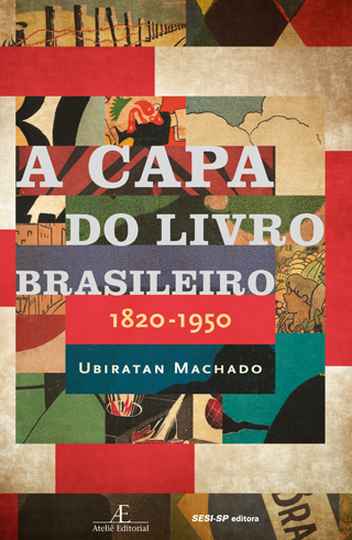 A CAPA
DO LIVRO
BRASILEIRO
1820-1950
UBIRATAN MACHADO
Æ
Ateliê Editorial
SESI-SP editora